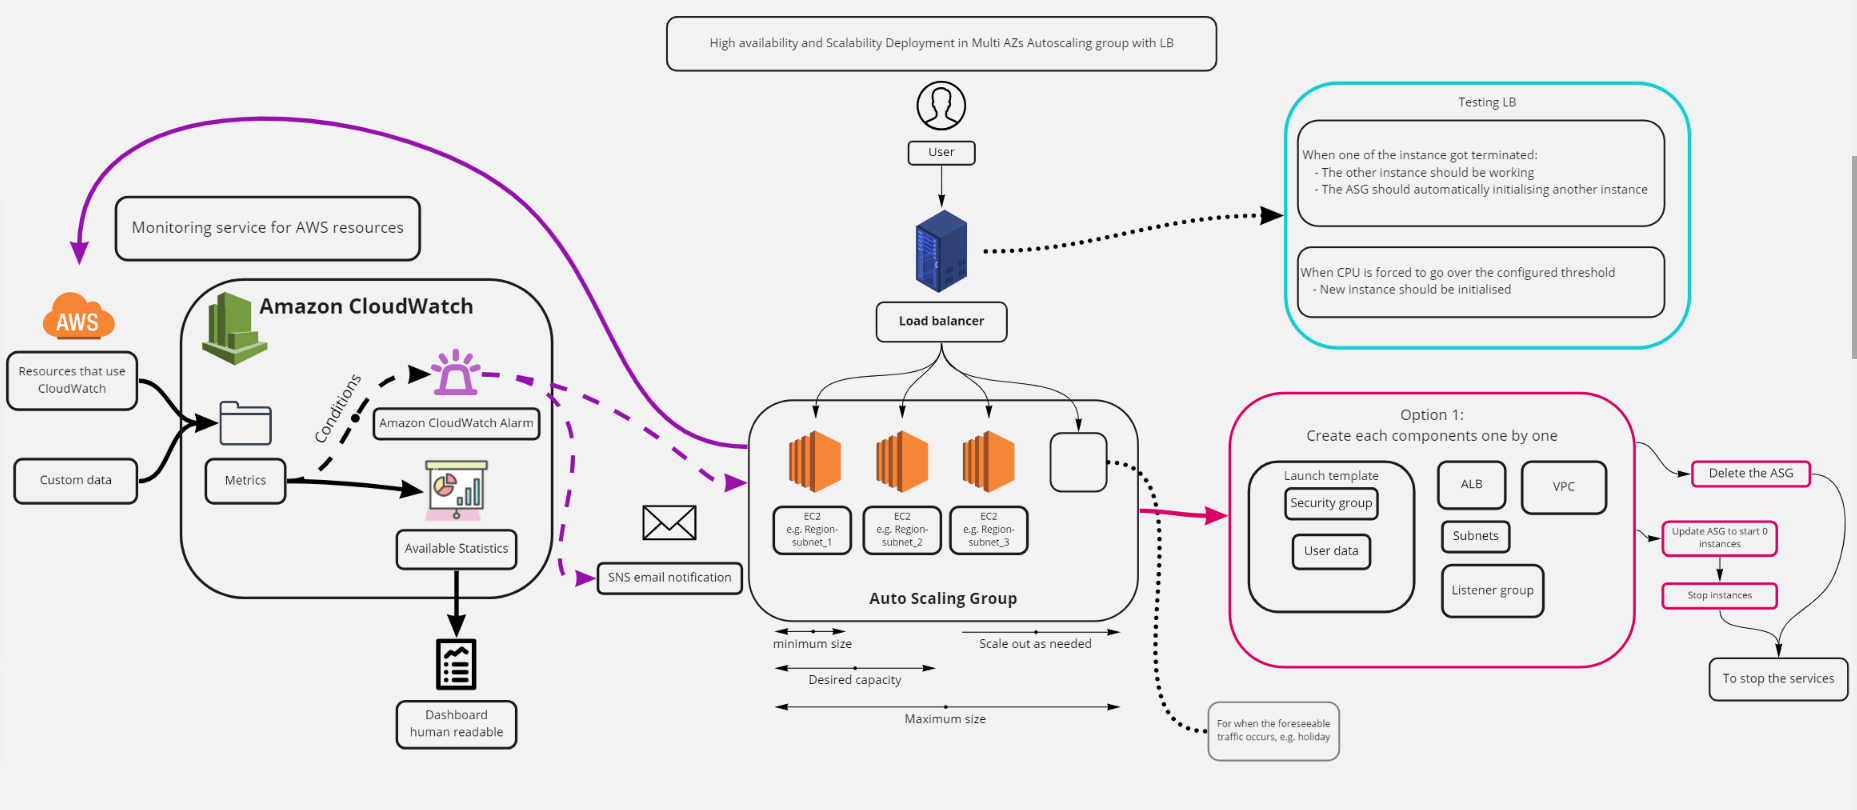 High availability and Scalability Deployment in Multi AZs Autoscaling group with LB
User
Load balancer
Testing LB
When one of the instance got terminated:
- The other instance should be working
- The ASG should automatically initialising another instance
When CPU is forced to go over the configured threshold
- New instance should be initialised
Monitoring service for AWS resources
AWS
Resources that use
CloudWatch
Custom data
Amazon CloudWatch
Conditions
Amazon CloudWatch Alarm
Metrics
Available Statistics
Dashboard
human readable
SNS email notification
EC2
e.g. Region-
subnet_1
EC2
e.g. Region-
subnet_2
EC2
e.g. Region-
subnet_3
Auto Scaling Group
minimum size
Scale out as needed
Desired capacity
Maximum size
For when the foreseeable
traffic occurs, e.g. holiday
Option 1:
Create each components one by one
Launch template
Security group
User data
ALB
VPC
Subnets
Listener group
Delete the ASG
Update ASG to start 0
instances
Stop instances
To stop the services